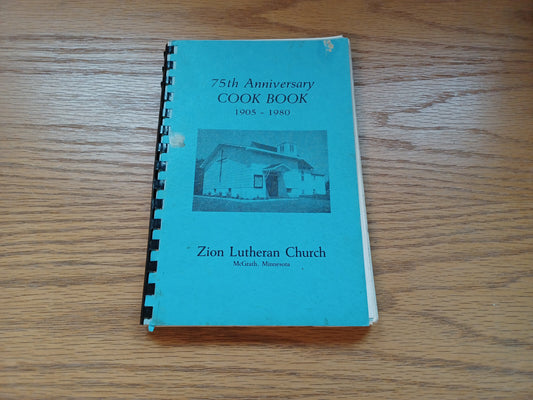 75th Anniversary
COOK BOOK
1905 - 1980
Zion Lutheran Church
McGrath, Minnesota